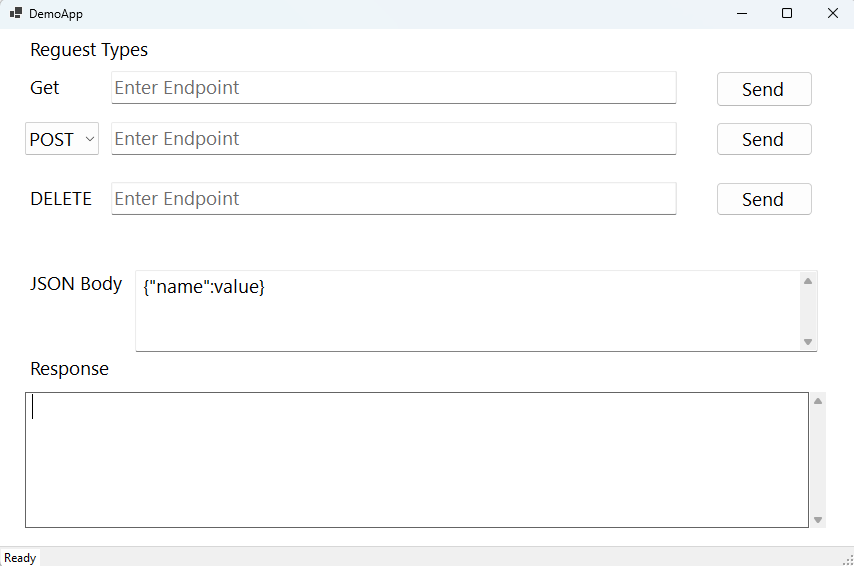 DemoApp
Reguest Types
Get Enter Endpoint Send
POST Enter Endpoint Send
DELETE Enter Endpoint Send
JSON Body {"name":value}
Response
Ready